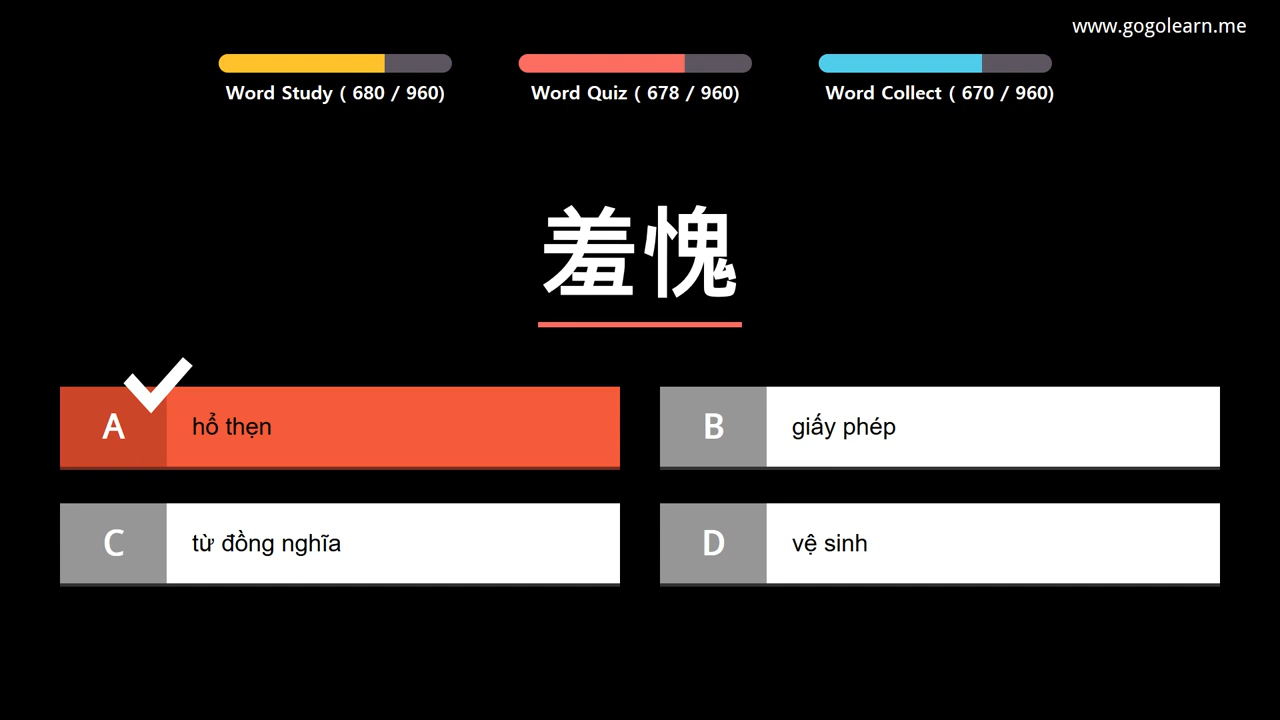 www.gogolearn.me
Word Study ( 680 / 960)
Word Quiz ( 678 / 960)
Word Collect ( 670 / 960)
羞愧
A hổ thẹn
B giấy phép
C từ đồng nghĩa
D vệ sinh